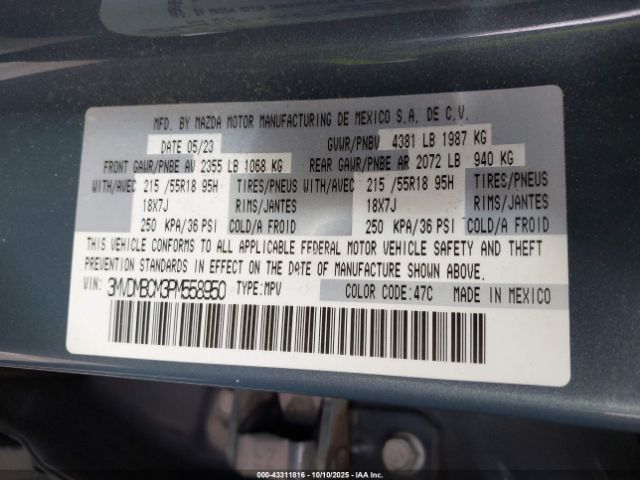 MFD. BY MAZDA MOTOR MANUFACTURING DE MEXICO S.A. DE C.V.
DATE 05/23 GVWR/PNBV 4381 LB 1987 KG
FRONT GAWR/PNBE AV 2355 LB 1068 KG REAR GAWR/PNBE AR 2072 LB 940 KG
WITH/AVEC 215 /55R18 95H TIRES/PNEUS WITH/AVEC 215 /55R18 95H TIRES/PNEUS
18X7J RIMS/JANTES 18X7J RIMS/JANTES
250 KPA/36 PSI COLD/A FROID 250 KPA/36 PSI COLD/A FROID
THIS VEHICLE CONFORMS TO ALL APPLICABLE FEDERAL MOTOR VEHICLE SAFETY AND THEFT
PREVENTION STANDARDS IN EFFECT ON THE DATE OF MANUFACTURE SHOWN ABOVE.
VIN: 3MVDMBCM3PM558950 TYPE:MPV COLOR CODE:47C MADE IN MEXICO
(00-43311816 - 10/10/2025 - IAAI.com)